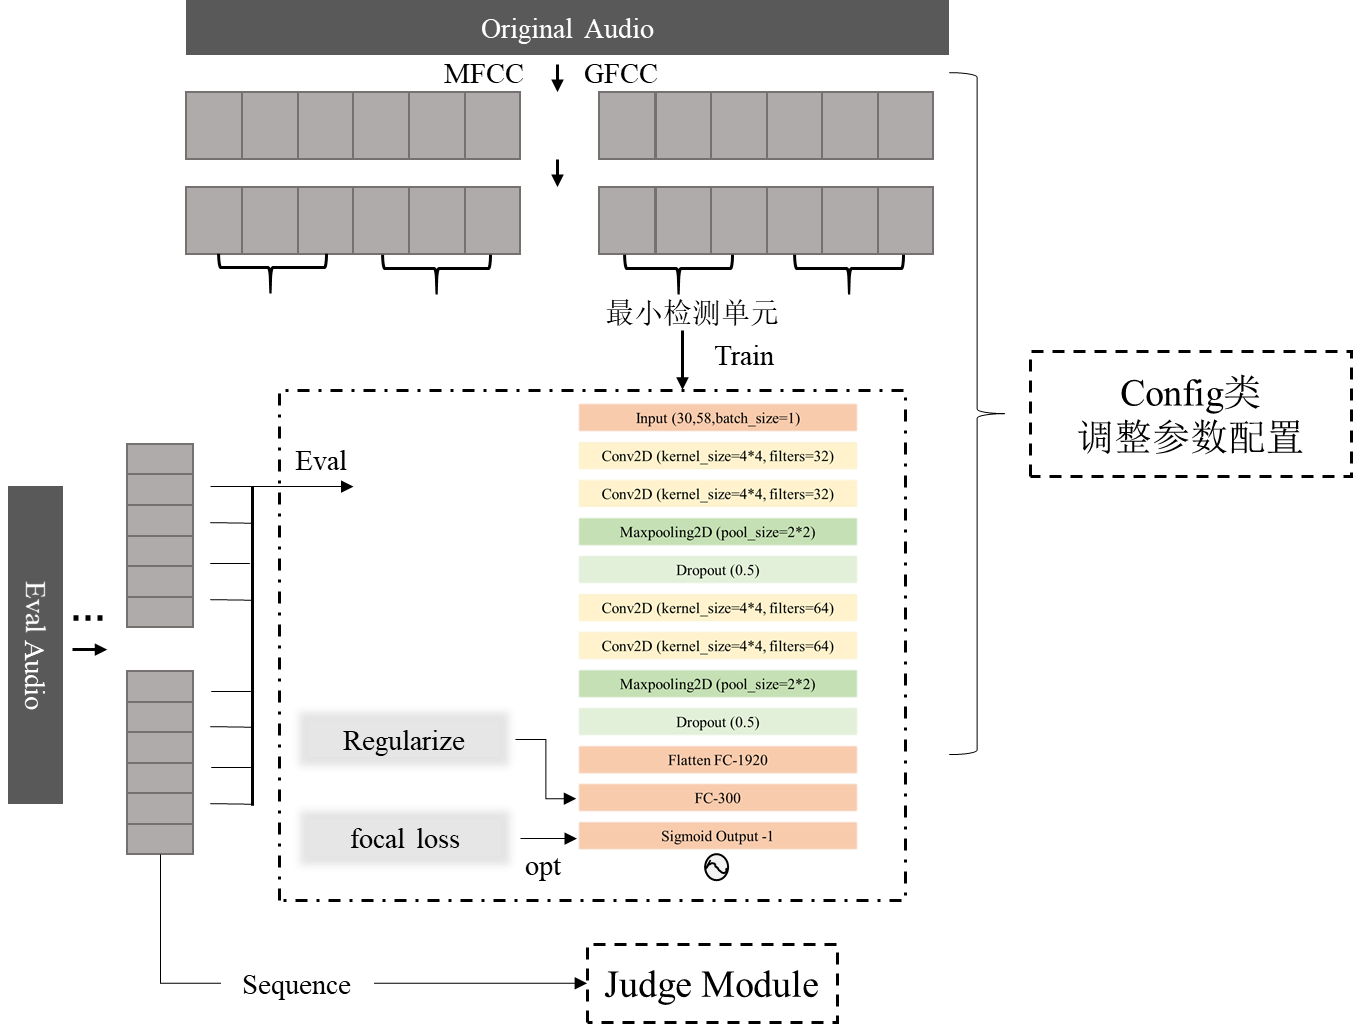 Original Audio
MFCC
GFCC
最小检测单元
Train
Config类
调整参数配置
Input (30,58,batch_size=1)
Conv2D (kernel_size=4*4, filters=32)
Conv2D (kernel_size=4*4, filters=32)
Maxpooling2D (pool_size=2*2)
Dropout (0.5)
Conv2D (kernel_size=4*4, filters=64)
Conv2D (kernel_size=4*4, filters=64)
Maxpooling2D (pool_size=2*2)
Dropout (0.5)
Flatten FC-1920
FC-300
Sigmoid Output -1
Eval
Eval Audio
...
Regularize
focal loss
opt
Sequence
Judge Module